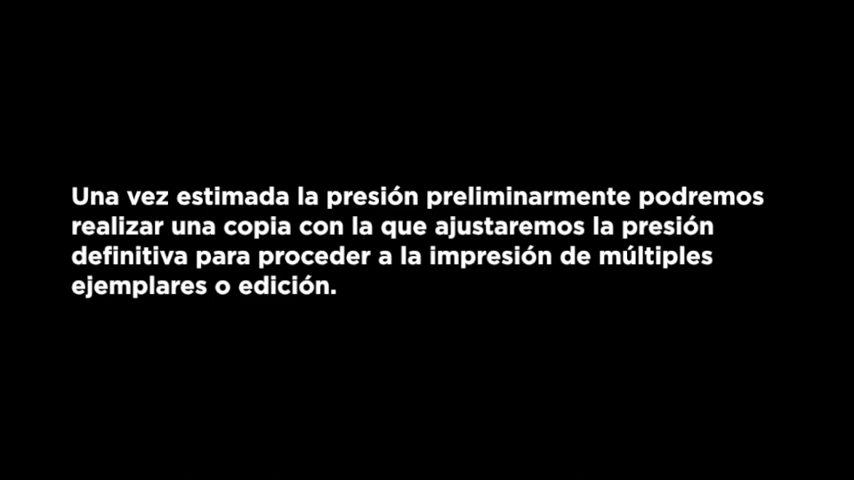 Una vez estimada la presión preliminarmente podremos
realizar una copia con la que ajustaremos la presión
definitiva para proceder a la impresión de múltiples
ejemplares o edición.